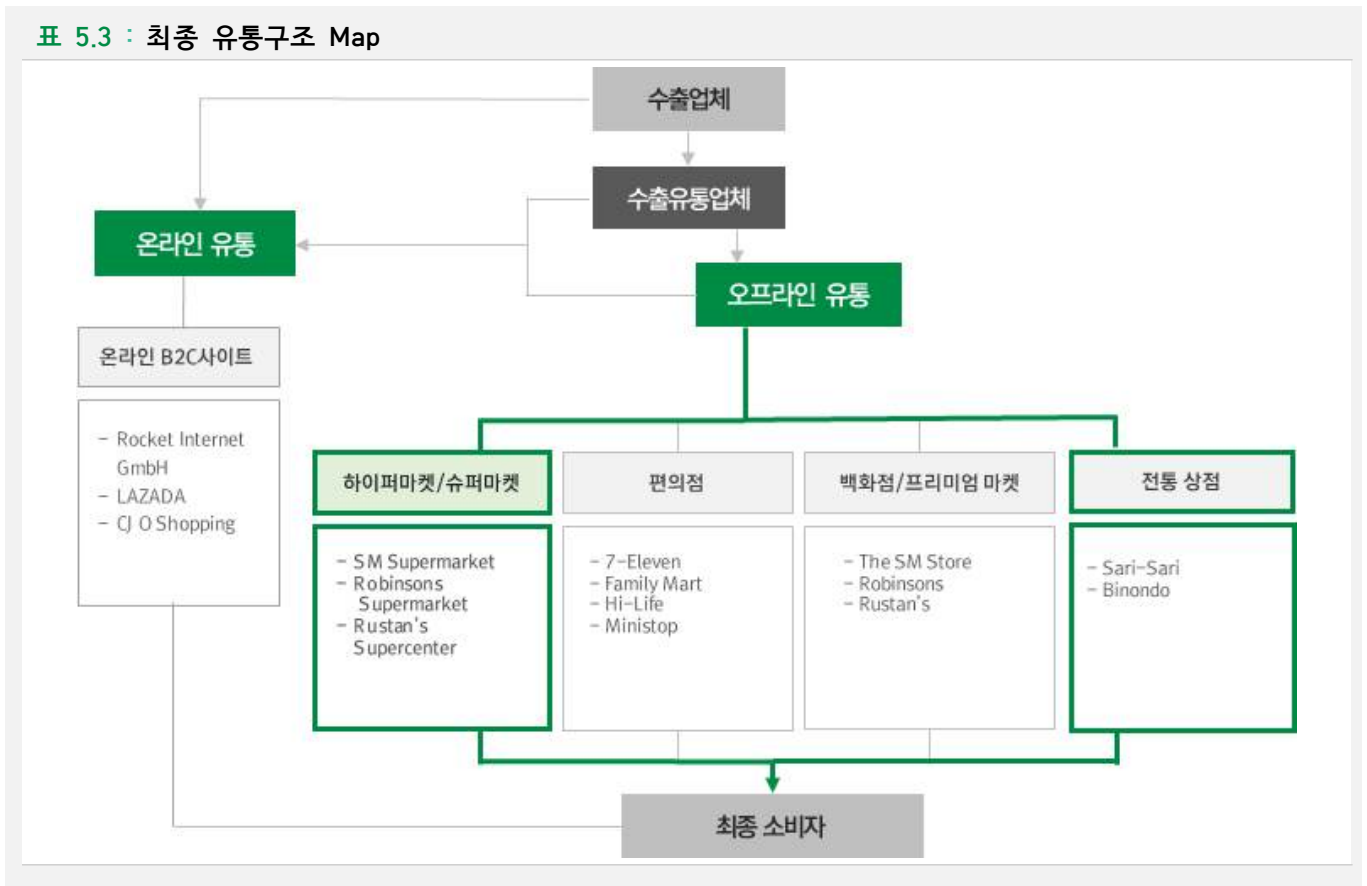 표 5.3 : 최종 유통구조 Map
수출업체
수출유통업체
온라인 유통
오프라인 유통
온라인 B2C사이트
- Rocket Internet
GmbH
- LAZADA
- CJ O Shopping
하이퍼마켓/슈퍼마켓
- SM Supermarket
- Robinsons
Supermarket
- Rustan's
Supercenter
편의점
- 7-Eleven
- Family Mart
- Hi-Life
- Ministop
백화점/프리미엄 마켓
- The SM Store
- Robinsons
- Rustan's
전통 상점
- Sari-Sari
- Binondo
최종 소비자